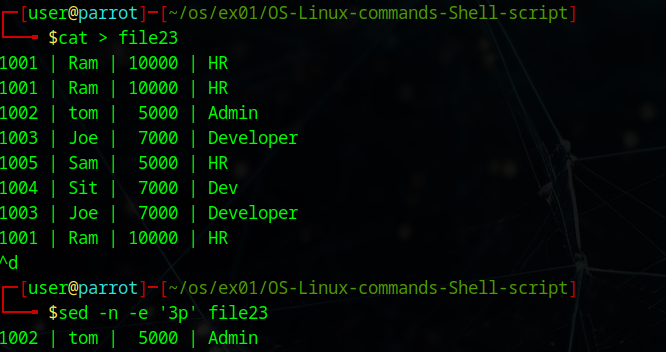 ┌─[user@parrot]─[~/os/ex01/OS-Linux-commands-Shell-script]
└──╼ $cat > file23
1001 | Ram | 10000 | HR
1001 | Ram | 10000 | HR
1002 | tom |  5000 | Admin
1003 | Joe |  7000 | Developer
1005 | Sam |  5000 | HR
1004 | Sit |  7000 | Dev
1003 | Joe |  7000 | Developer
1001 | Ram | 10000 | HR
^d
┌─[user@parrot]─[~/os/ex01/OS-Linux-commands-Shell-script]
└──╼ $sed -n -e '3p' file23
1002 | tom |  5000 | Admin